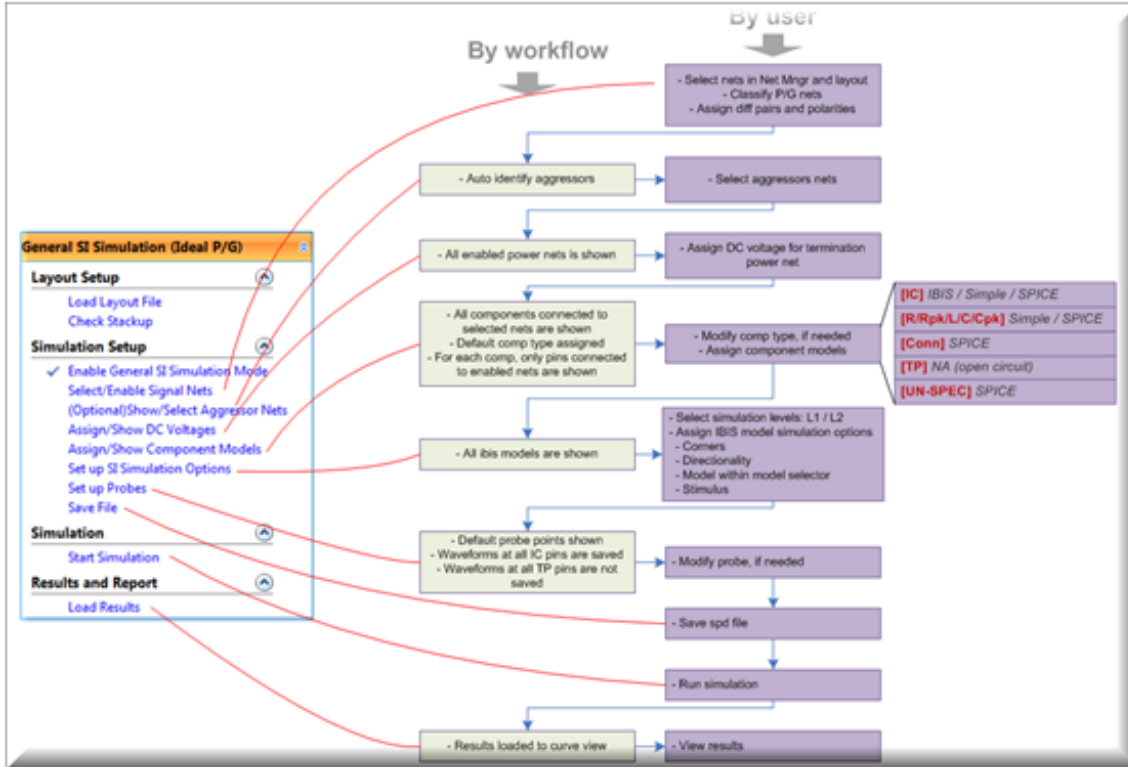 By user
By workflow
- Select nets in Net Mngr and layout
- Classify P/G nets
- Assign diff pairs and polarities
- Auto identify aggressors
- Select aggressors nets
- All enabled power nets is shown
- Assign DC voltage for termination
power net
- All components connected to
selected nets are shown
- Default comp type assigned
- For each comp, only pins connected
to enabled nets are shown
- Modify comp type, if needed
- Assign component models
[IC] IBIS / Simple / SPICE
[R/Rpk/L/C/Cpk] Simple / SPICE
[Conn] SPICE
[TP] NA (open circuit)
[UN-SPEC] SPICE
- All ibis models are shown
- Select simulation levels: L1 / L2
- Assign IBIS model simulation options
- Corners
- Directionality
- Model within model selector
- Stimulus
- Default probe points shown
- Waveforms at all IC pins are saved
- Waveforms at all TP pins are not
saved
- Modify probe, if needed
- Save spd file
- Run simulation
- Results loaded to curve view
- View results
General SI Simulation (Ideal P/G)
Layout Setup
Load Layout File
Check Stackup
Simulation Setup
Enable General SI Simulation Mode
Select/Enable Signal Nets
(Optional)Show/Select Aggressor Nets
Assign/Show DC Voltages
Assign/Show Component Models
Set up SI Simulation Options
Set up Probes
Save File
Simulation
Start Simulation
Results and Report
Load Results